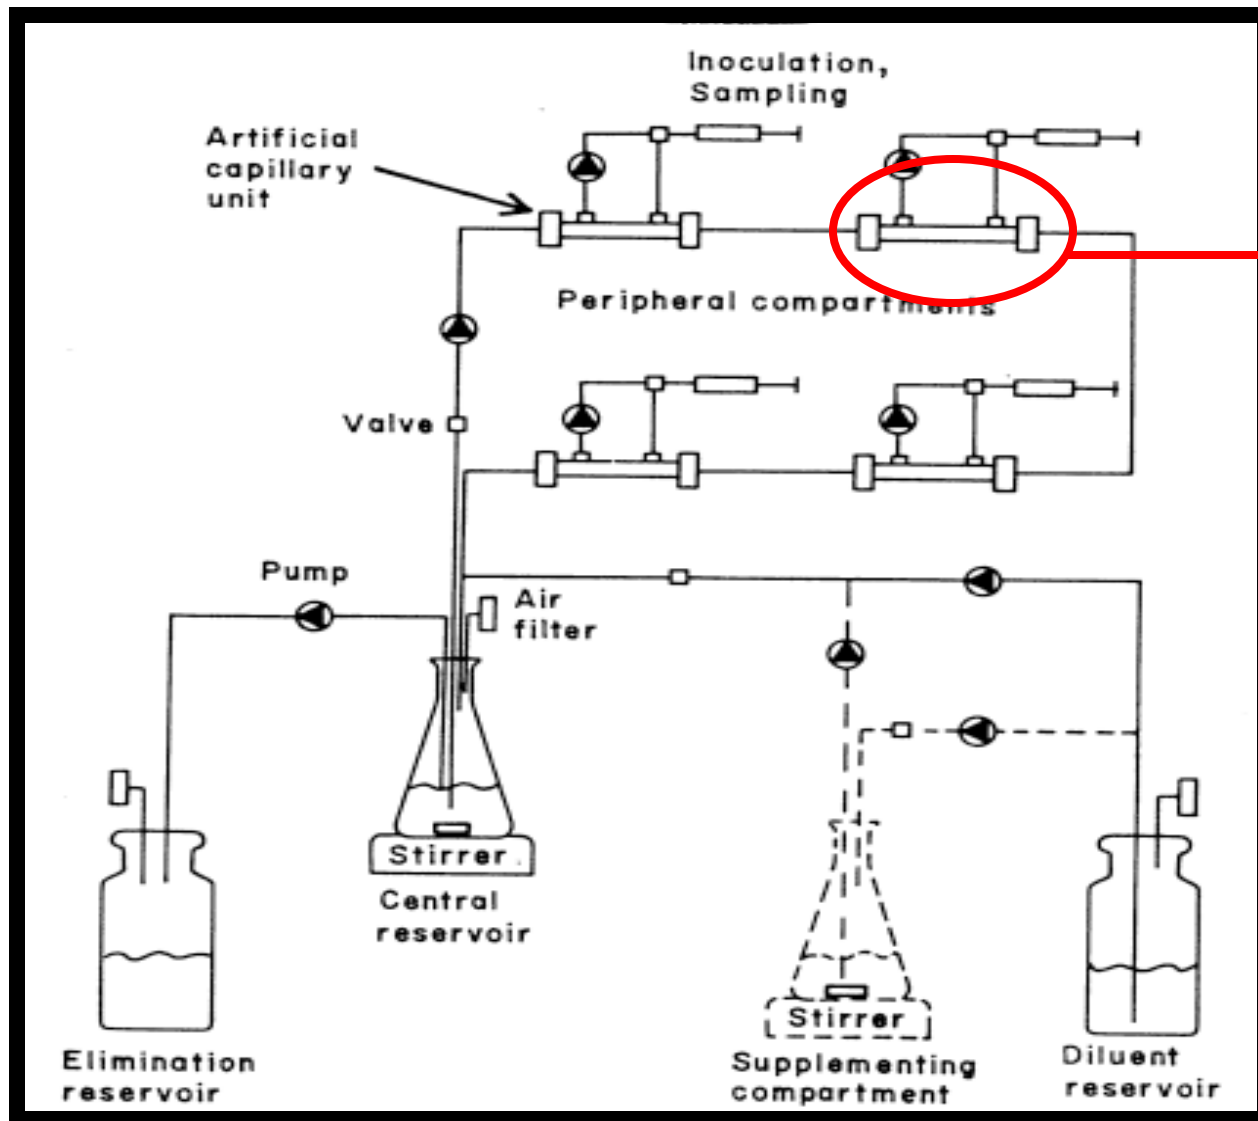 Inoculation,
Sampling
Artificial
capillary
unit
Peripheral compartments
Valve
Pump
Air
filter
Stirrer
Central
reservoir
Stirrer
Elimination
reservoir
Supplementing
compartment
Diluent
reservoir